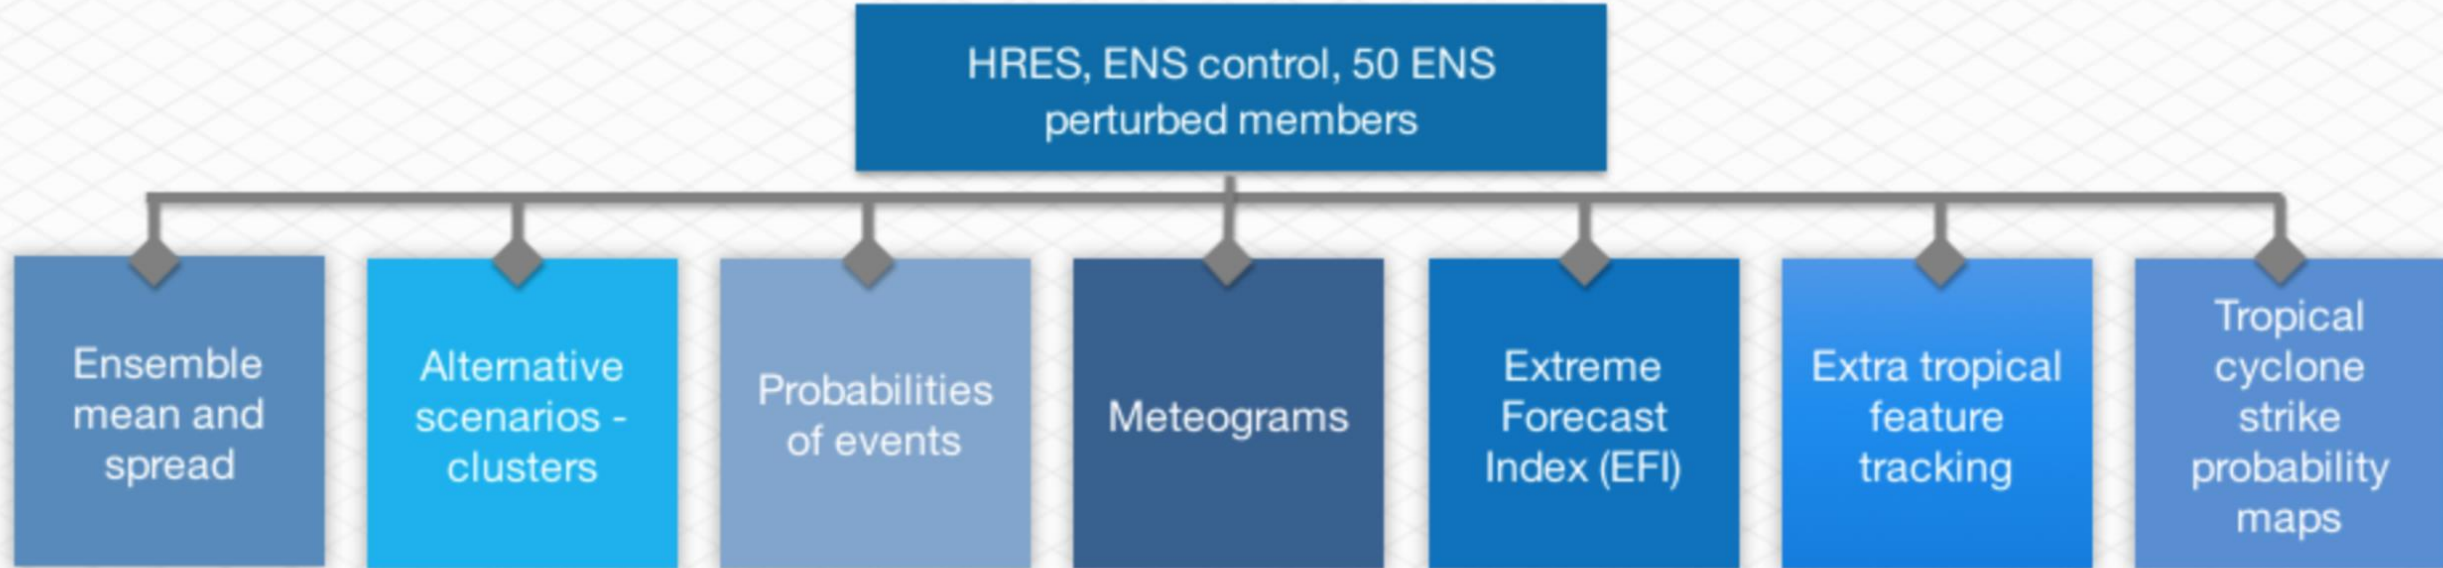 HRES, ENS control, 50 ENS
perturbed members
Ensemble
mean and
spread
Alternative
scenarios -
clusters
Probabilities
of events
Meteograms
Extreme
Forecast
Index (EFI)
Extra tropical
feature
tracking
Tropical
cyclone
strike
probability
maps